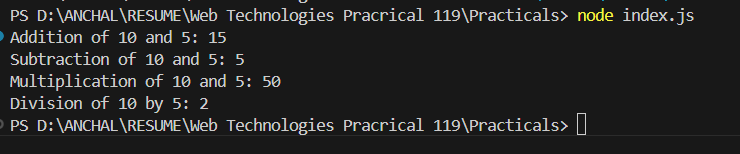 PS D:\ANCHAL\RESUME\Web Technologies Pracrical 119\Practicals> node index.js
Addition of 10 and 5: 15
Subtraction of 10 and 5: 5
Multiplication of 10 and 5: 50
Division of 10 by 5: 2
PS D:\ANCHAL\RESUME\Web Technologies Pracrical 119\Practicals>